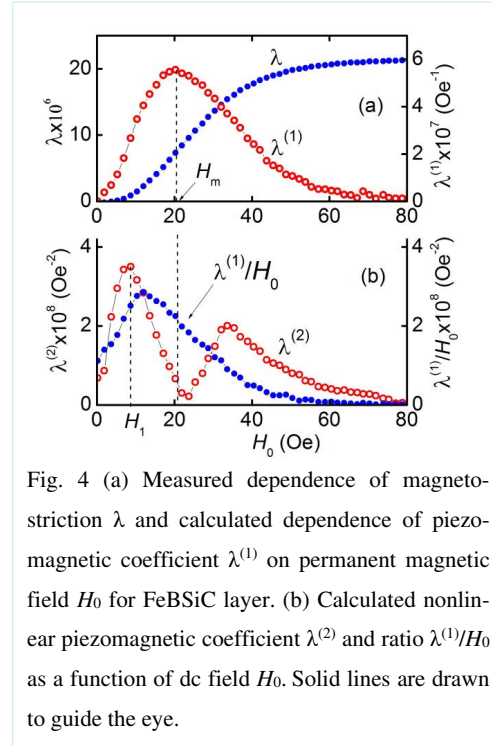 20
10
0
λx10⁶
λ
(a)
λ⁽¹⁾
H_m
6
4
2
0
λ⁽¹⁾x10⁷ (Oe⁻¹)
0 20 40 60 80
4
2
0
λ⁽²⁾x10⁸ (Oe⁻²)
λ⁽¹⁾/H₀
(b)
λ⁽²⁾
4
2
0
λ⁽¹⁾/H₀x10⁸ (Oe⁻²)
0 20 40 60 80
H₁
H₀ (Oe)
Fig. 4 (a) Measured dependence of magneto-
striction λ and calculated dependence of piezo-
magnetic coefficient λ⁽¹⁾ on permanent magnetic
field H₀ for FeBSiC layer. (b) Calculated nonlin-
ear piezomagnetic coefficient λ⁽²⁾ and ratio λ⁽¹⁾/H₀
as a function of dc field H₀. Solid lines are drawn
to guide the eye.